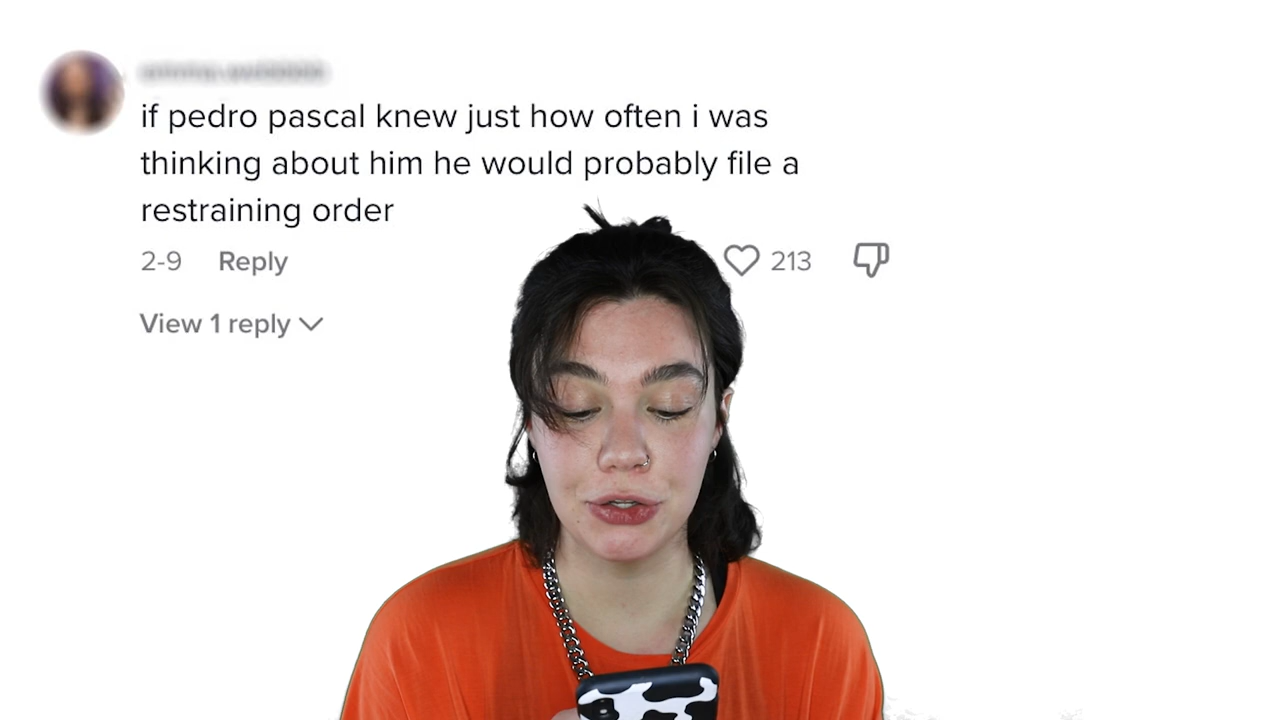 if pedro pascal knew just how often i was
thinking about him he would probably file a
restraining order
2-9 Reply 213
View 1 reply